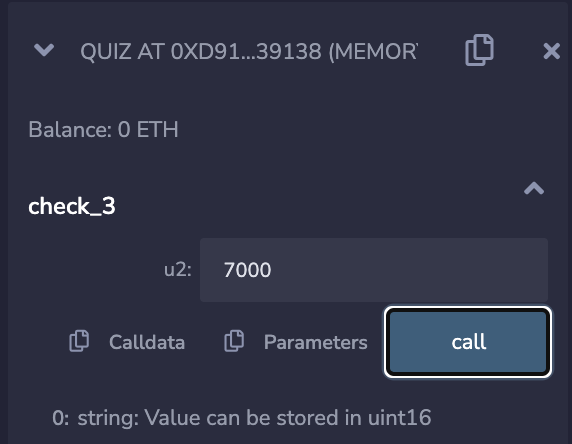 QUIZ AT 0XD91...39138 (MEMOR
Balance: 0 ETH
check_3
u2: 7000
Calldata Parameters call
0: string: Value can be stored in uint16